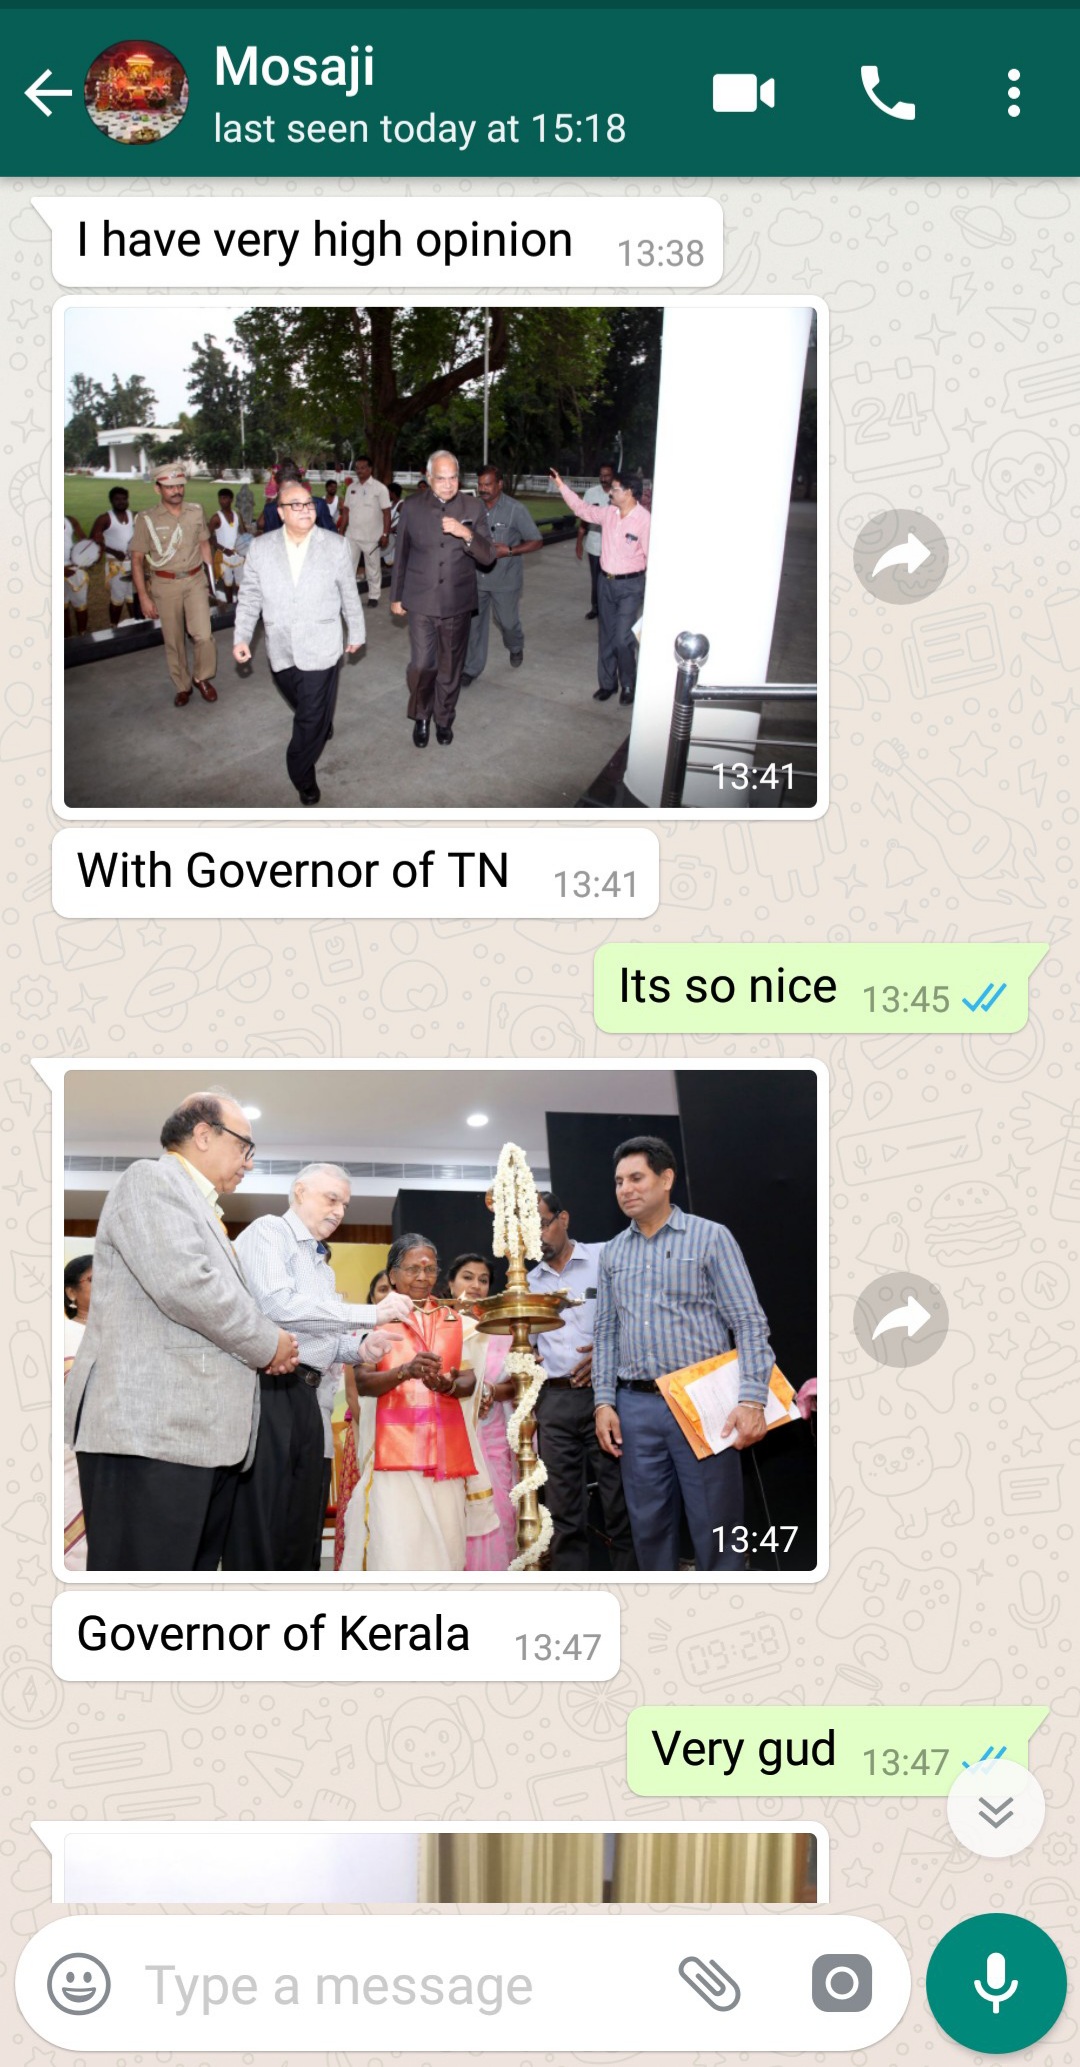 Mosaji
last seen today at 15:18
I have very high opinion 13:38
13:41
With Governor of TN 13:41
Its so nice 13:45
13:47
Governor of Kerala 13:47
Very gud 13:47
Type a message